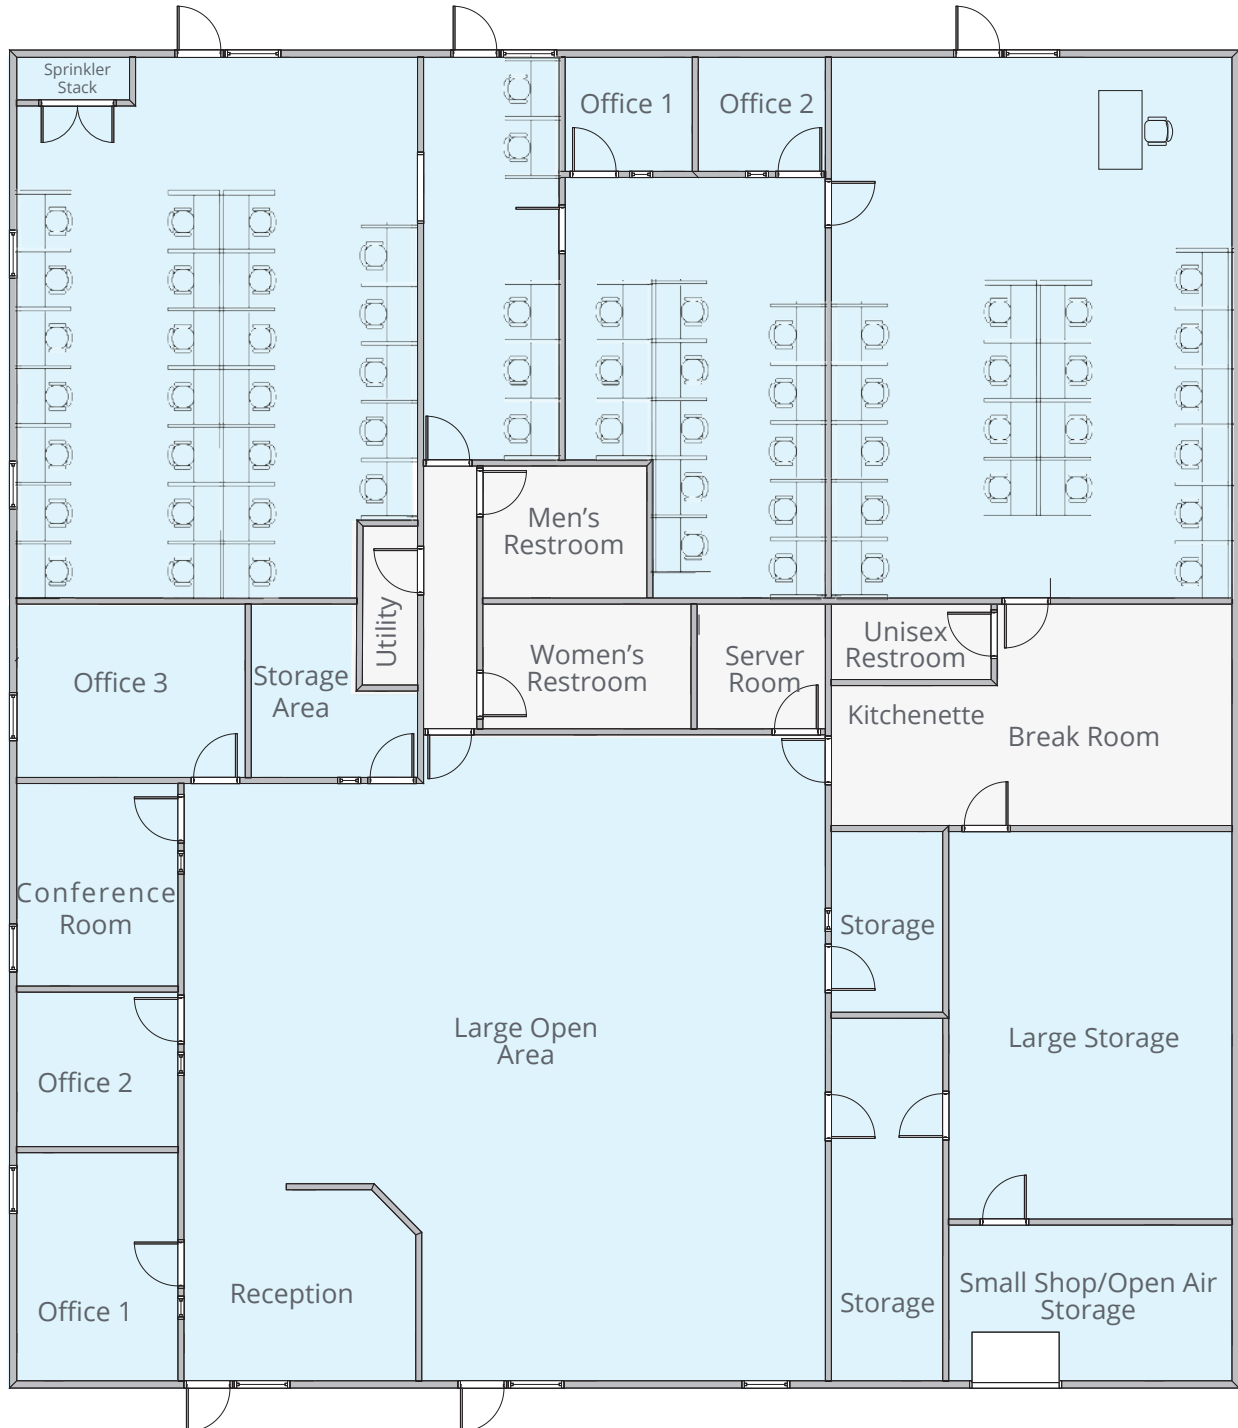 Sprinkler
Stack
Office 1
Office 2
Men’s
Restroom
Utility
Office 3
Storage
Area
Women’s
Restroom
Server
Room
Unisex
Restroom
Kitchenette
Break Room
Conference
Room
Storage
Large Open
Area
Large Storage
Office 2
Office 1
Reception
Storage
Small Shop/Open Air
Storage